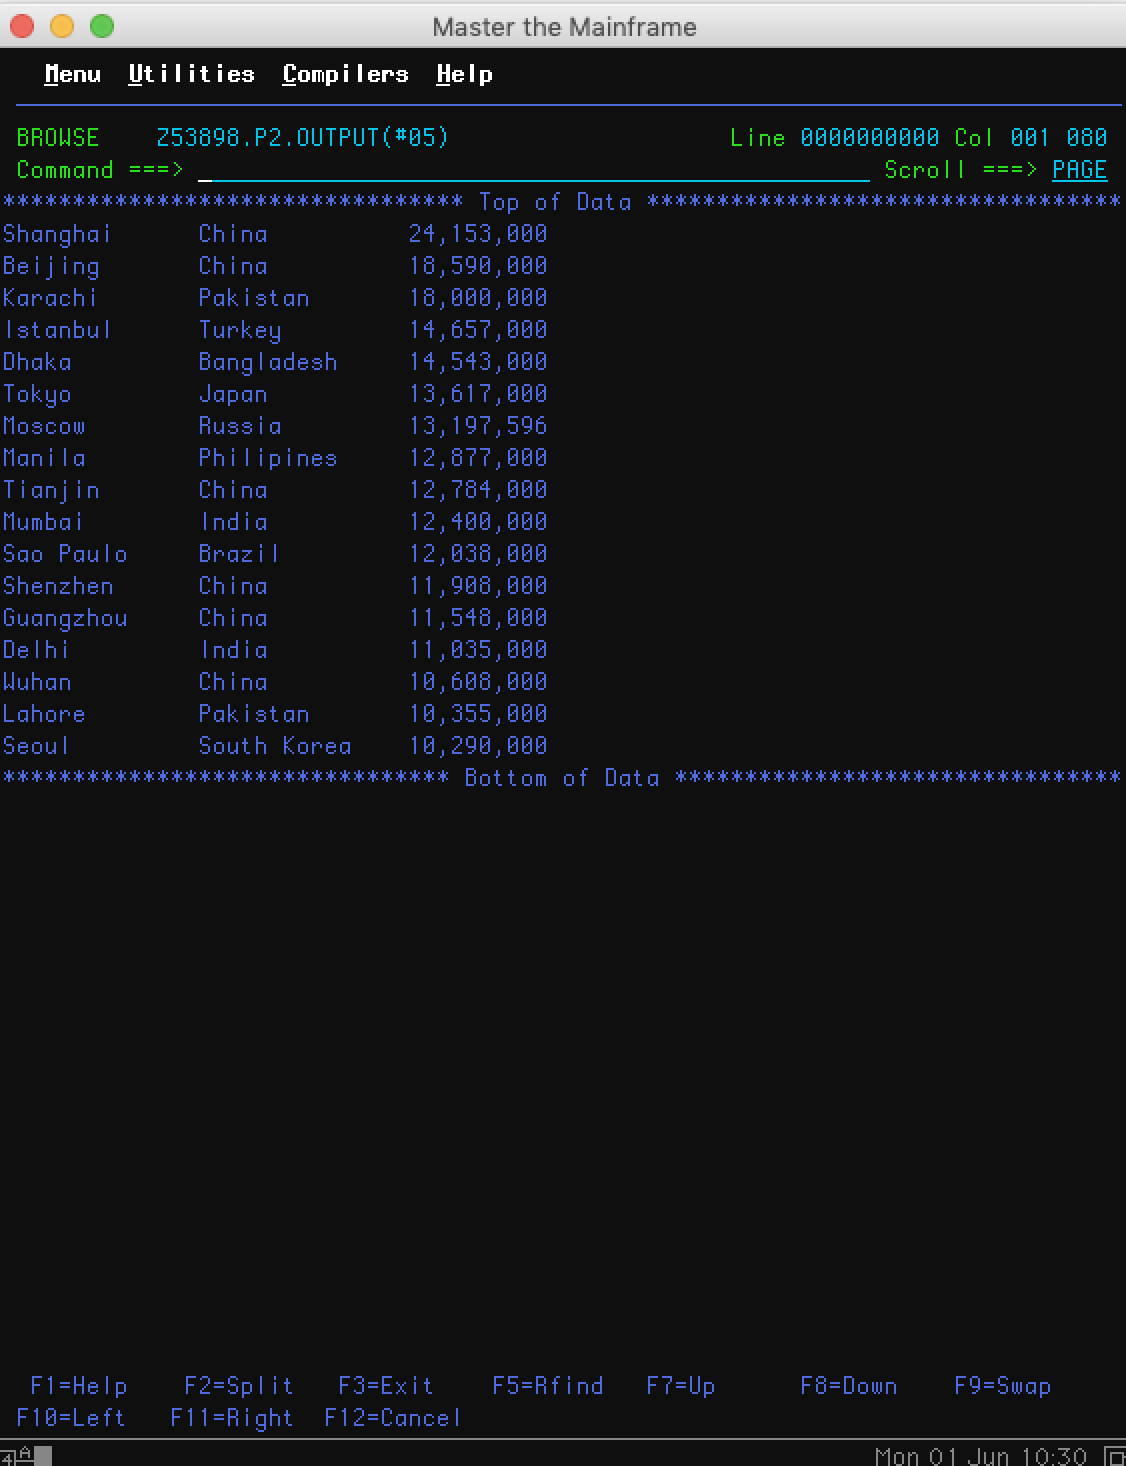 Master the Mainframe
Menu Utilities Compilers Help
BROWSE Z53898.P2.OUTPUT(#05) Line 0000000000 Col 001 080
Command ===> Scroll ===> PAGE
********************************* Top of Data **********************************
Shanghai China 24,153,000
Beijing China 18,590,000
Karachi Pakistan 18,000,000
Istanbul Turkey 14,657,000
Dhaka Bangladesh 14,543,000
Tokyo Japan 13,617,000
Moscow Russia 13,197,596
Manila Philipines 12,877,000
Tianjin China 12,784,000
Mumbai India 12,400,000
Sao Paulo Brazil 12,038,000
Shenzhen China 11,908,000
Guangzhou China 11,548,000
Delhi India 11,035,000
Wuhan China 10,608,000
Lahore Pakistan 10,355,000
Seoul South Korea 10,290,000
******************************** Bottom of Data ********************************
F1=Help F2=Split F3=Exit F5=Rfind F7=Up F8=Down F9=Swap
F10=Left F11=Right F12=Cancel
4 A Mon 01 Jun 10:30